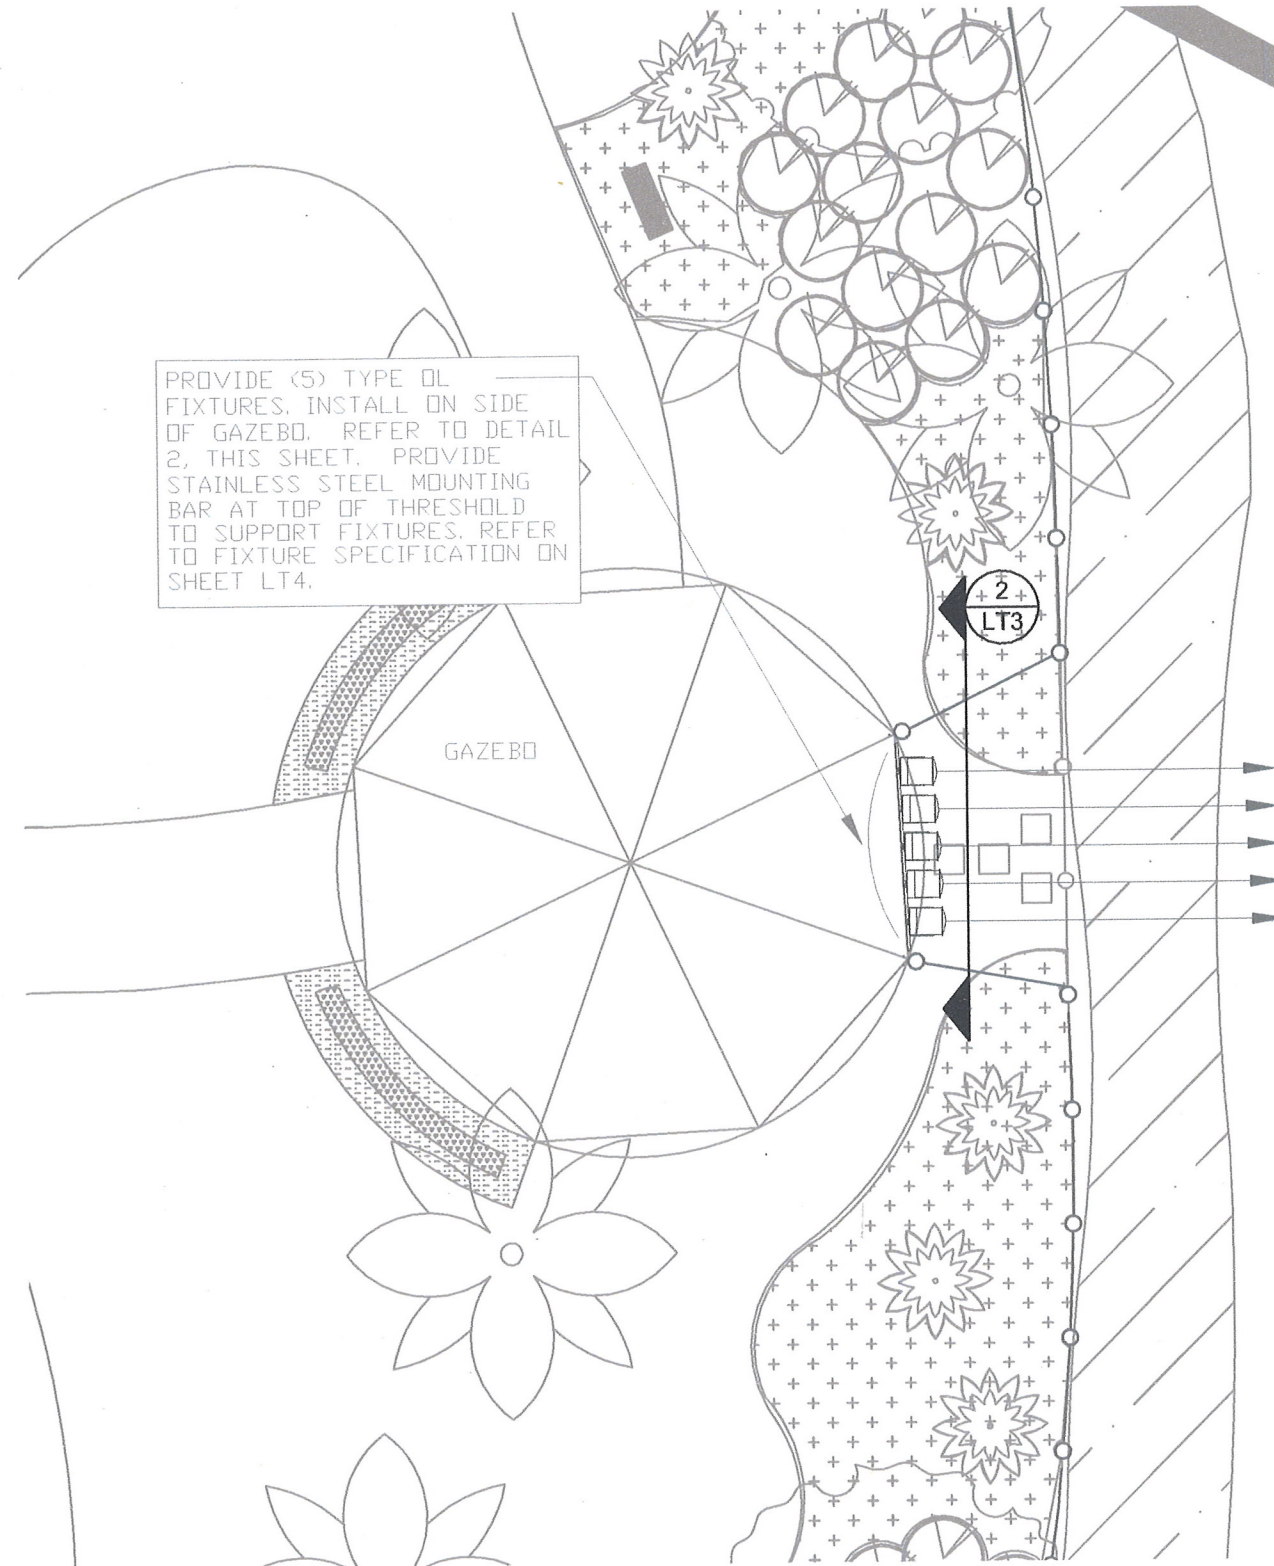 PROVIDE (5) TYPE OL
FIXTURES. INSTALL ON SIDE
OF GAZEBO. REFER TO DETAIL
2, THIS SHEET. PROVIDE
STAINLESS STEEL MOUNTING
BAR AT TOP OF THRESHOLD
TO SUPPORT FIXTURES. REFER
TO FIXTURE SPECIFICATION ON
SHEET LT4.
2
LT3
GAZEBO